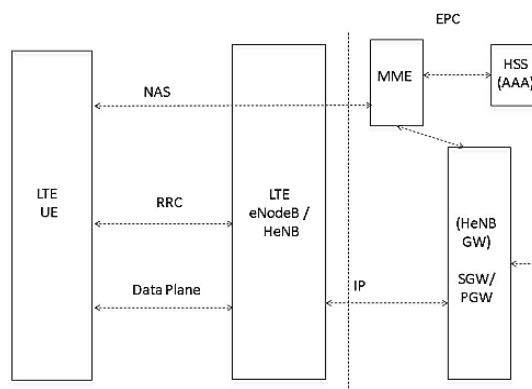 EPC
MME
HSS
(AAA)
NAS
LTE
UE
RRC
LTE
eNodeB /
HeNB
(HeNB
GW)
SGW/
PGW
Data Plane
IP